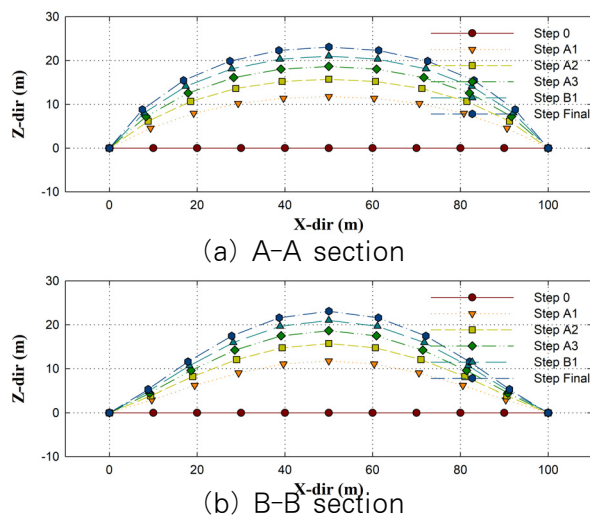 30
20
10
0
-10
Z-dir (m)
Step 0
Step A1
Step A2
Step A3
Step B1
Step Final
0 20 40 60 80 100
X-dir (m)
(a) A-A section
30
20
10
0
-10
Z-dir (m)
Step 0
Step A1
Step A2
Step A3
Step B1
Step Final
0 20 40 60 80 100
X-dir (m)
(b) B-B section